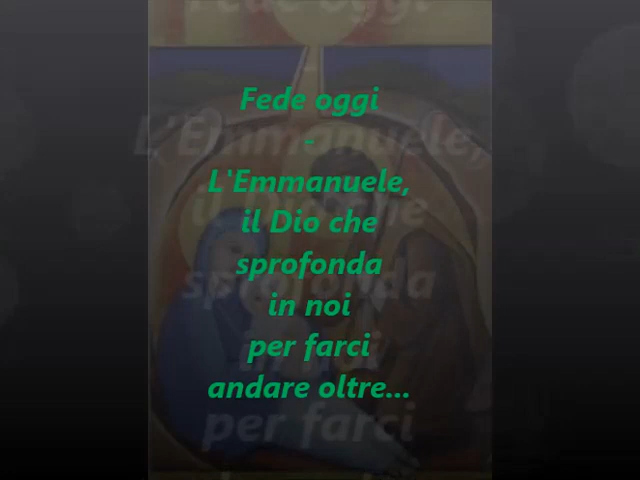 Fede oggi
-
L'Emmanuele,
il Dio che
sprofonda
in noi
per farci
andare oltre...